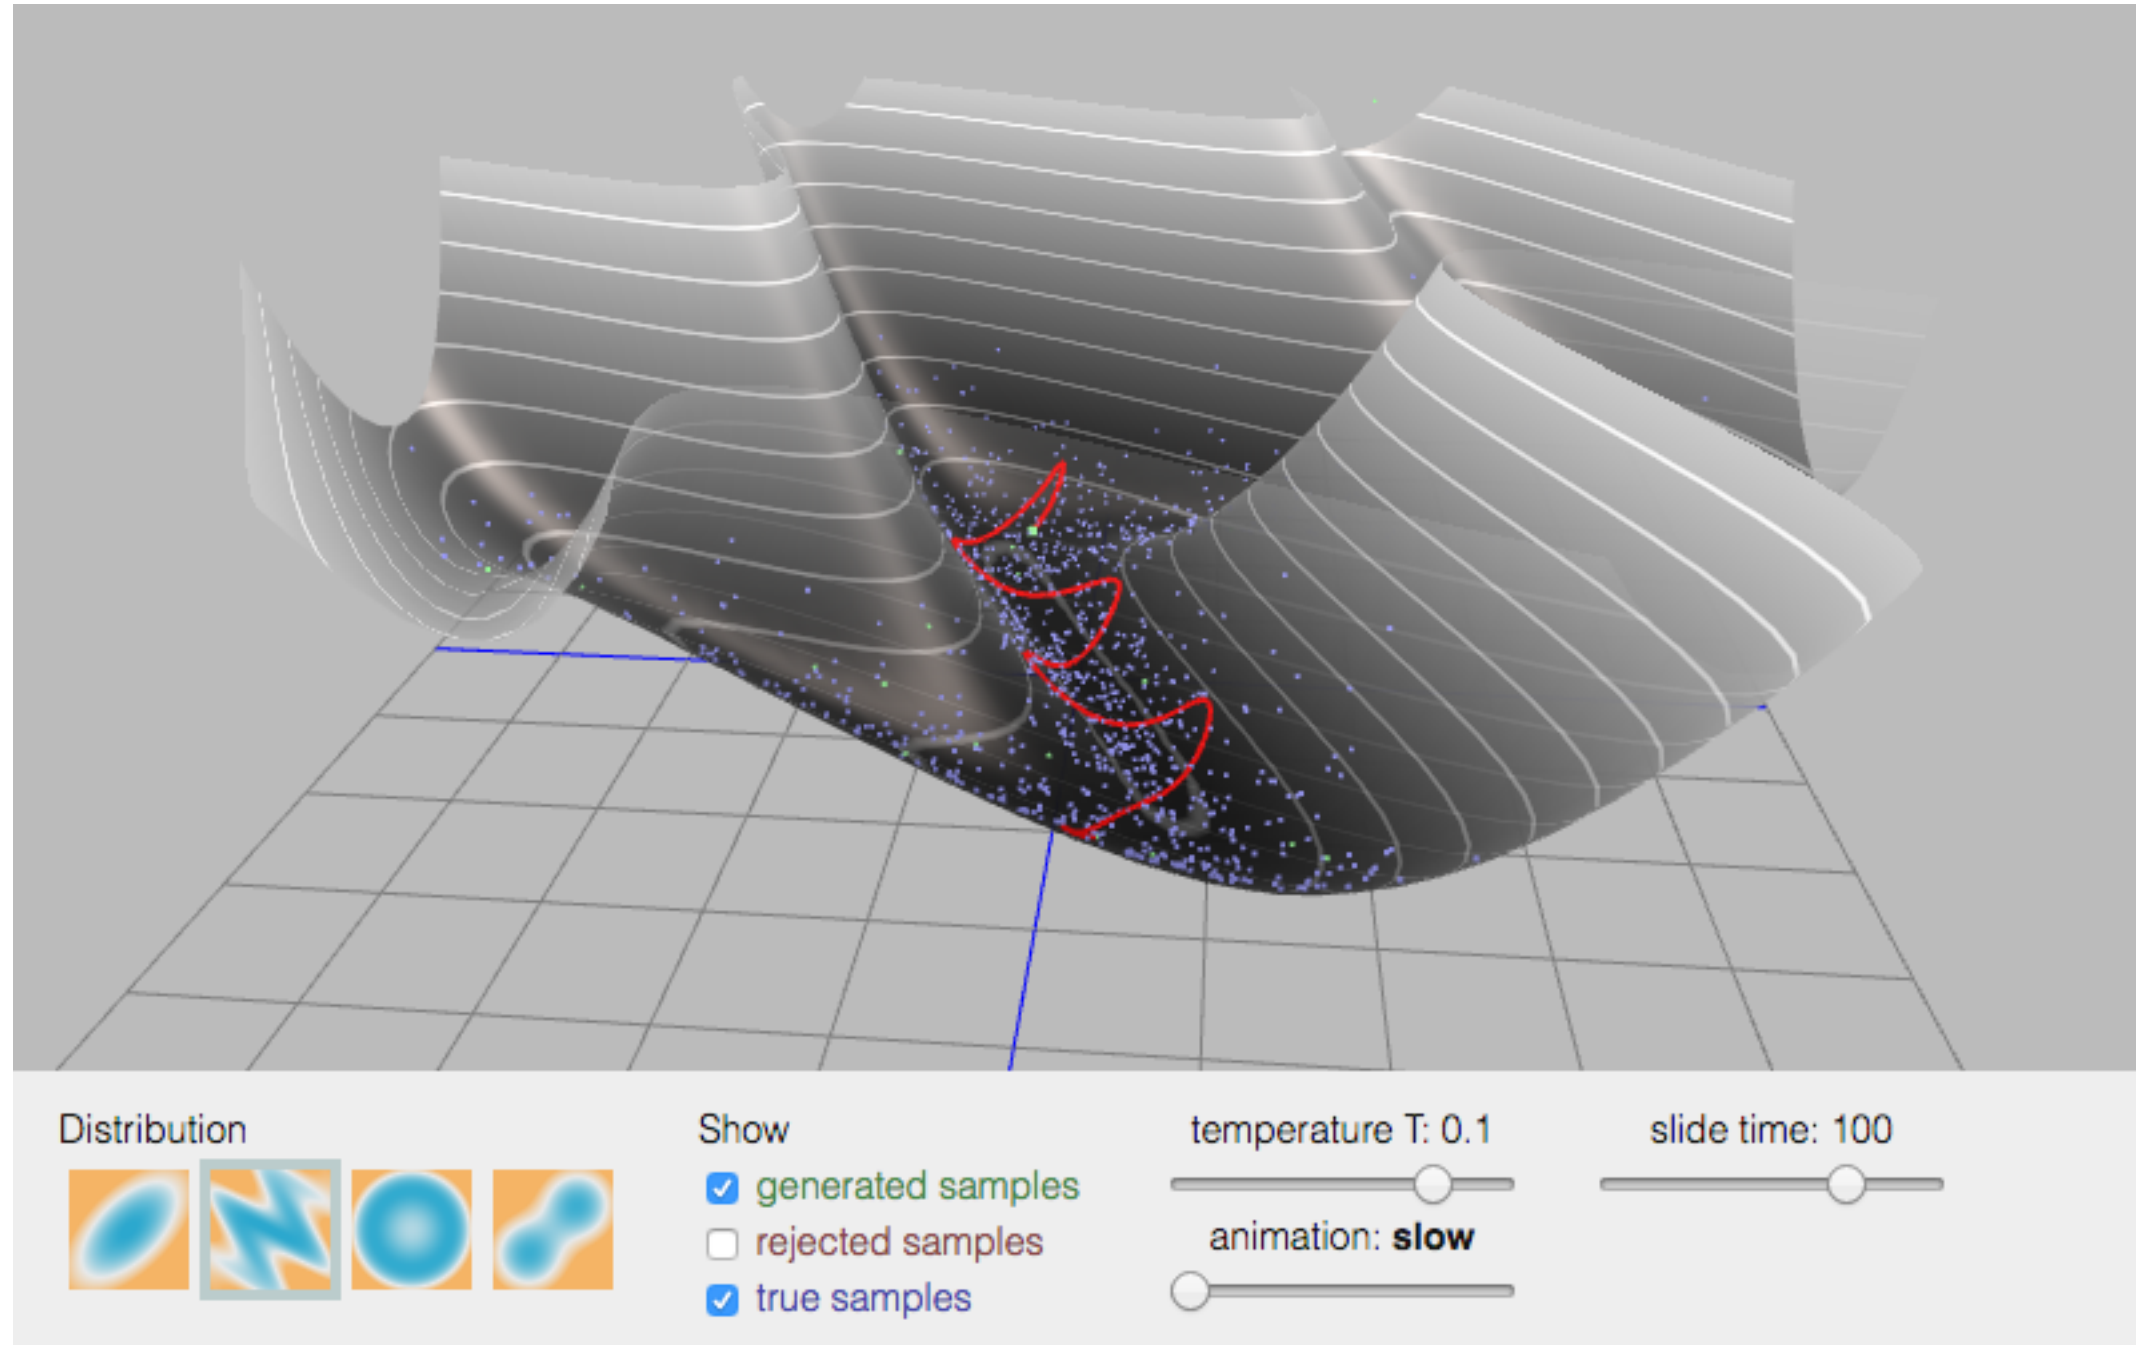 Distribution
Show
generated samples
rejected samples
true samples
temperature T: 0.1
animation: slow
slide time: 100